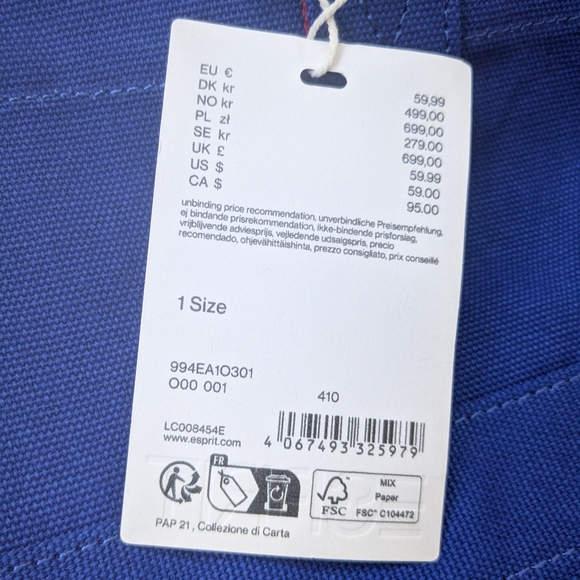 EU € 59,99
DK kr 499,00
NO kr 699,00
PL zł 279.00
SE kr 699,00
UK £ 59.99
US $ 59.00
CA $ 95.00
unbinding price recommendation, unverbindliche Preisempfehlung,
ej bindande prisrekommendation, ikke-bindende prisforslag,
vrijblijvende adviesprijs, vejledende udsalgspris, precio
recomendado, ohjevähittäishinta, prezzo consigliato, prix conseillé
1 Size
994EA1O301
O00 001
410
LC008454E
www.esprit.com
4 067493 325979
FR
MIX
Paper
FSC
FSC® C104472
PAP 21, Collezione di Carta